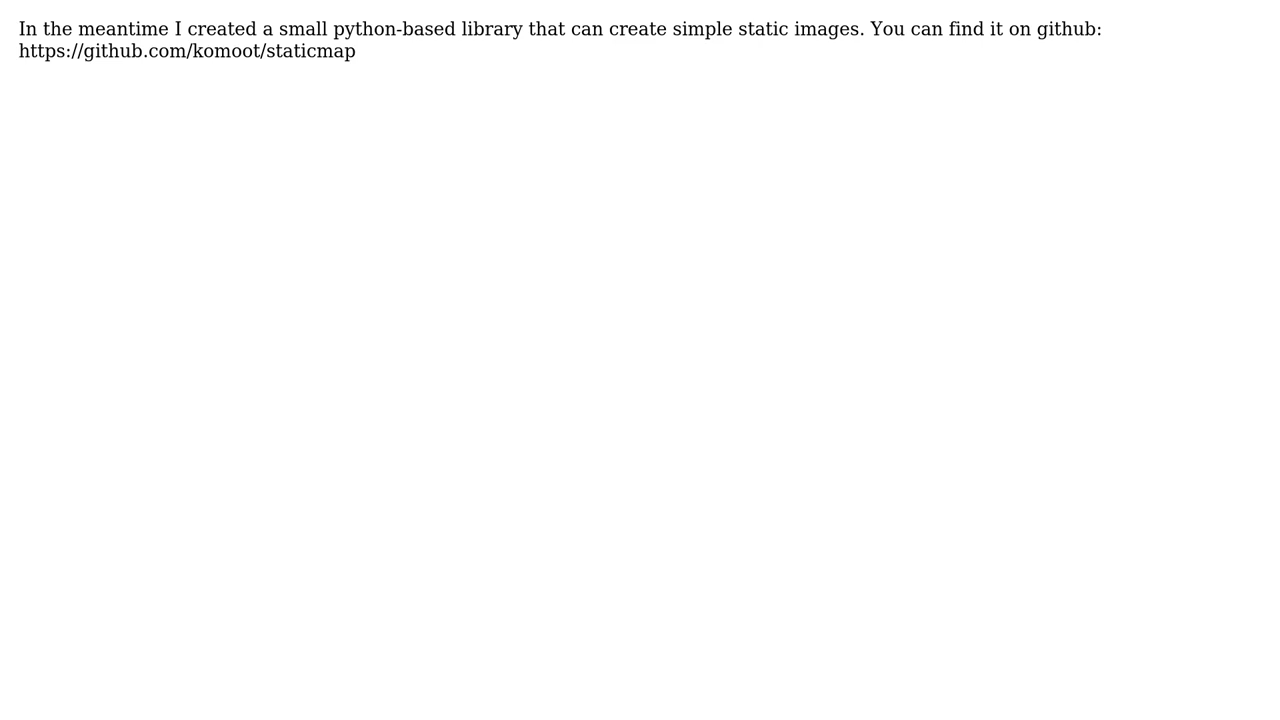 In the meantime I created a small python-based library that can create simple static images. You can find it on github:
https://github.com/komoot/staticmap